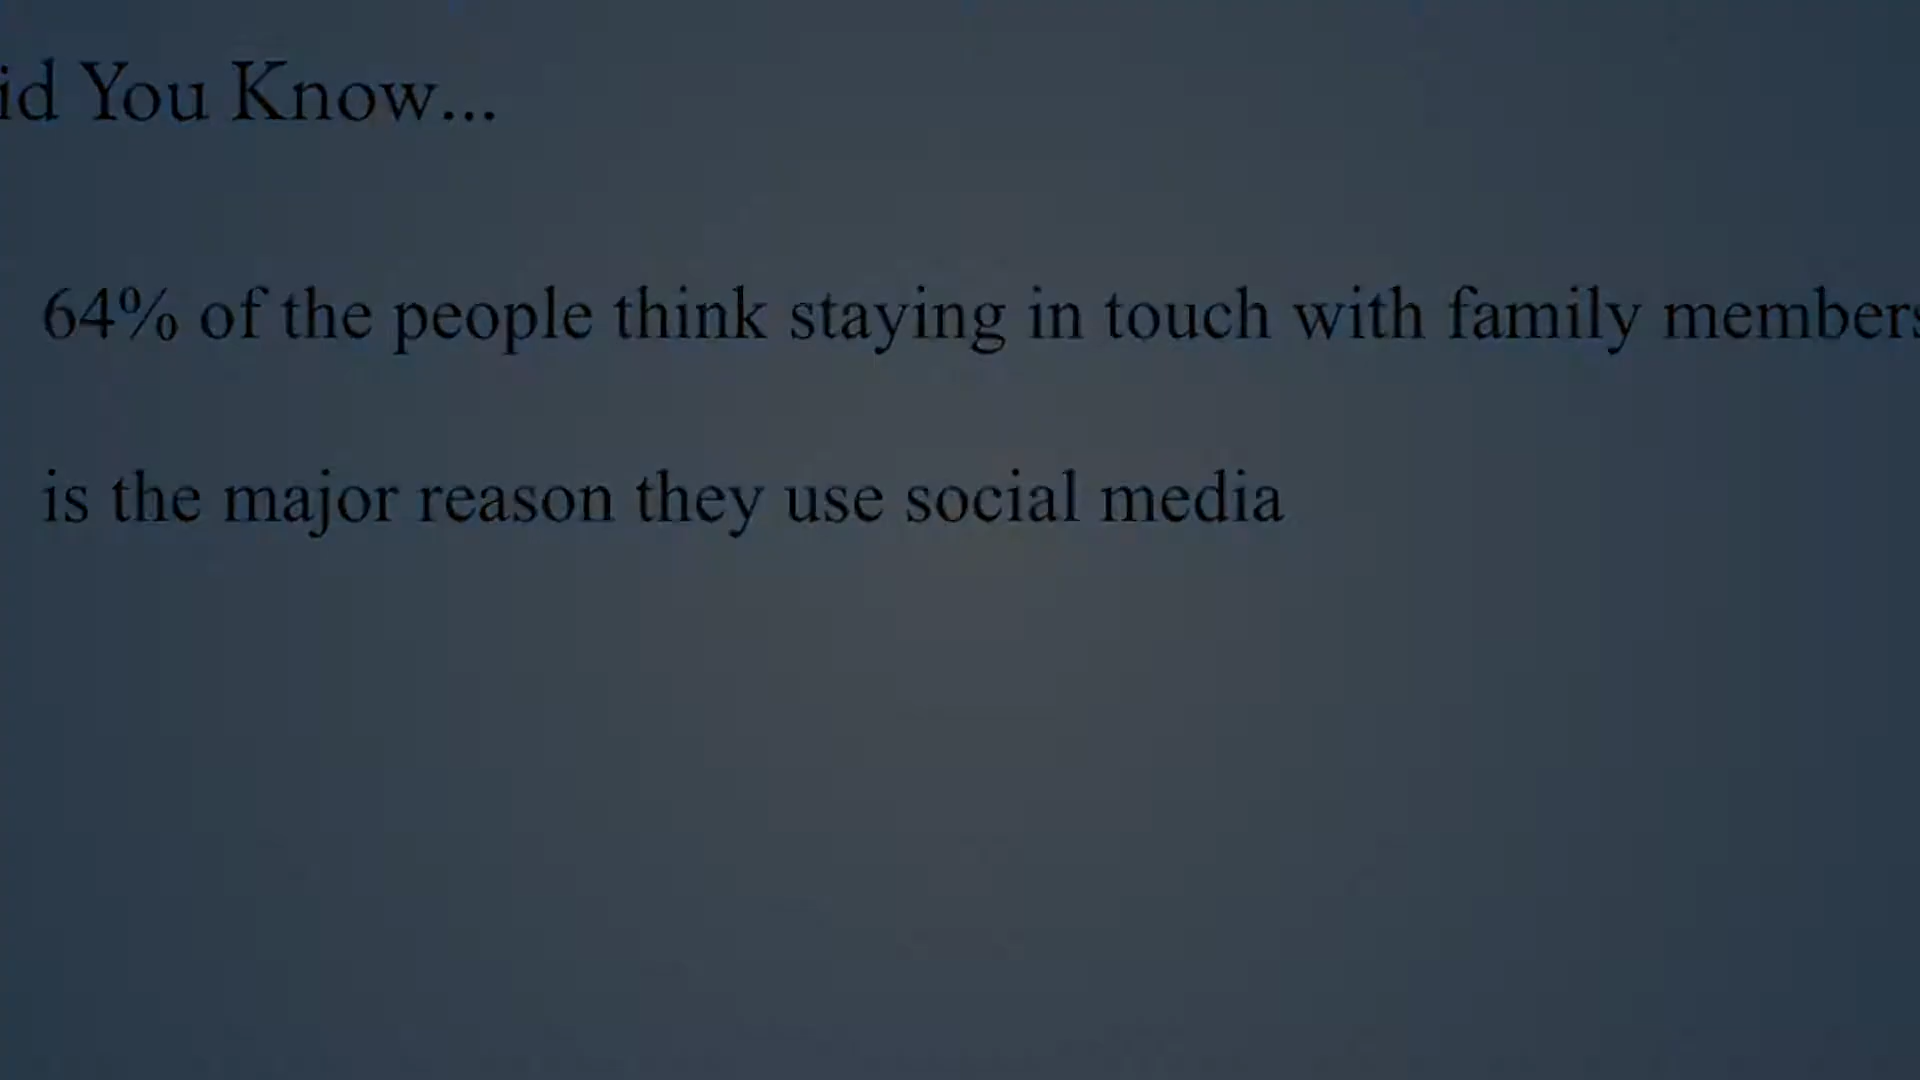 id You Know...
64% of the people think staying in touch with family members
is the major reason they use social media